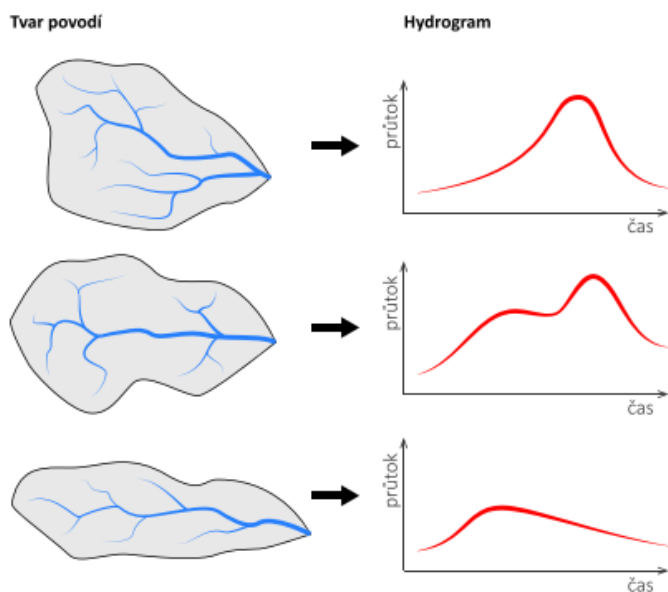 Tvar povodí
Hydrogram
průtok
čas
průtok
čas
průtok
čas